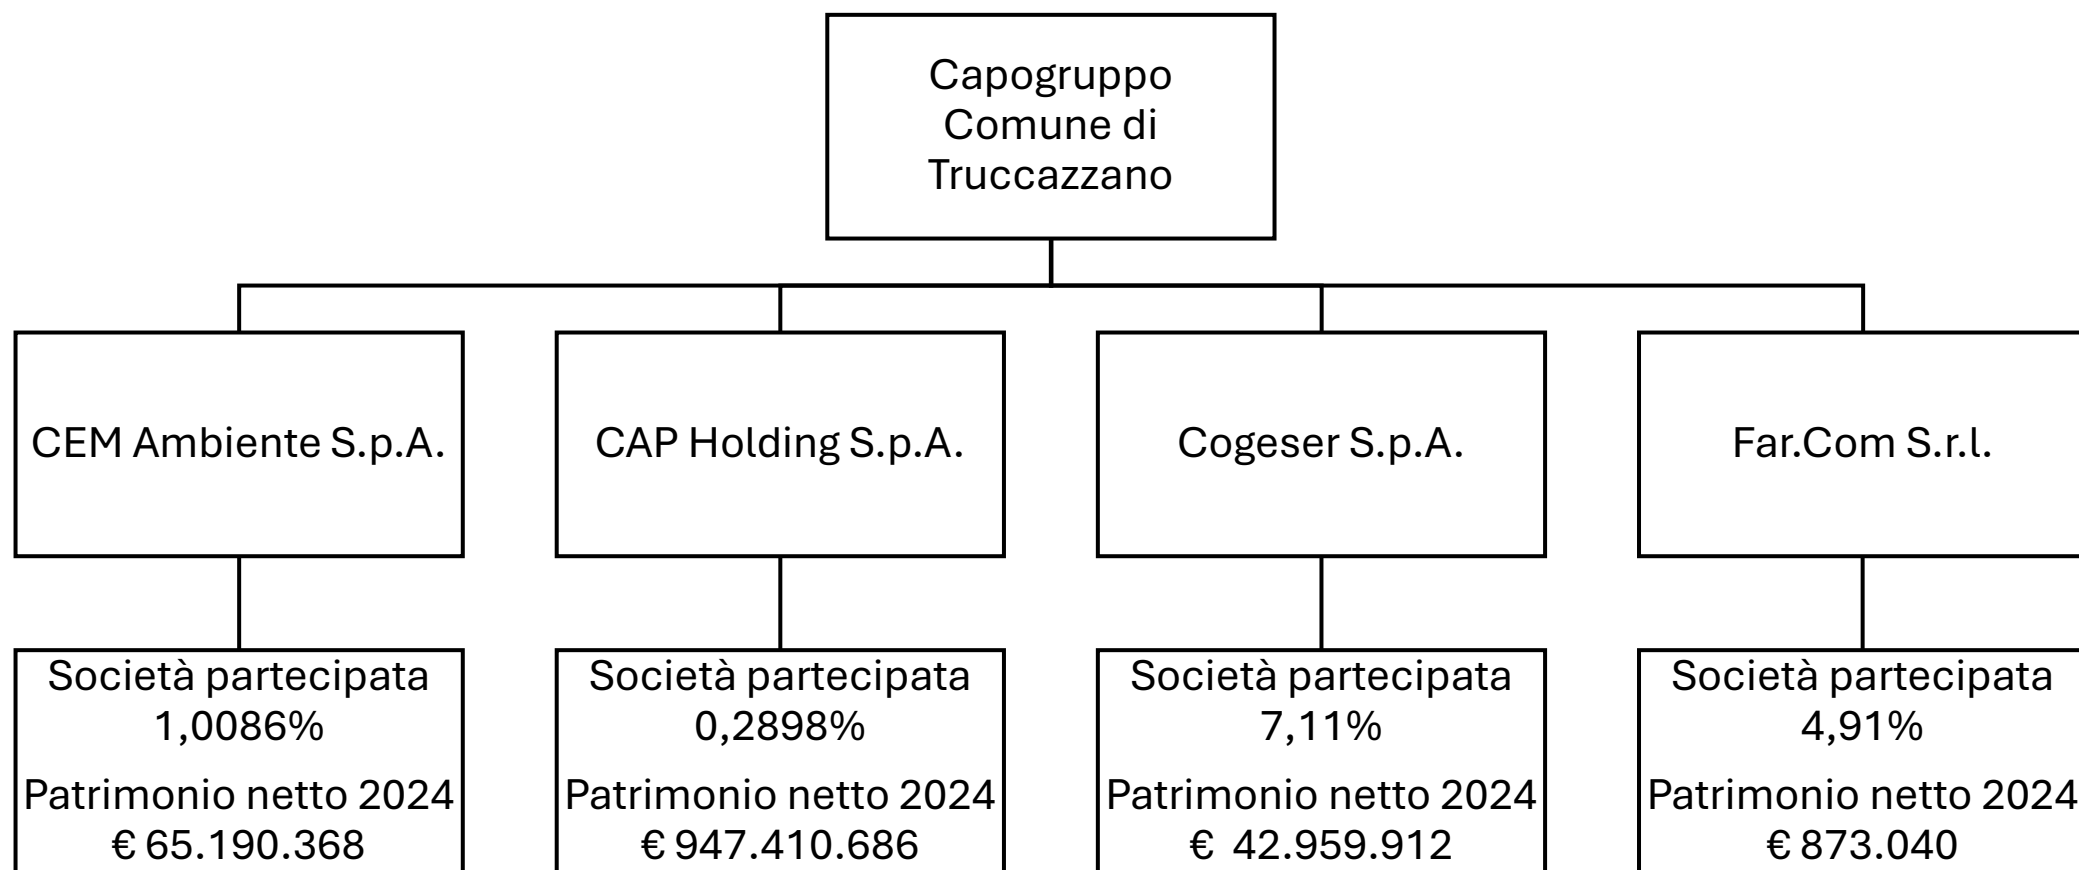 Capogruppo
Comune di
Truccazzano
CEM Ambiente S.p.A.
CAP Holding S.p.A.
Cogeser S.p.A.
Far.Com S.r.l.
Società partecipata
1,0086%
Patrimonio netto 2024
€ 65.190.368
Società partecipata
0,2898%
Patrimonio netto 2024
€ 947.410.686
Società partecipata
7,11%
Patrimonio netto 2024
€ 42.959.912
Società partecipata
4,91%
Patrimonio netto 2024
€ 873.040